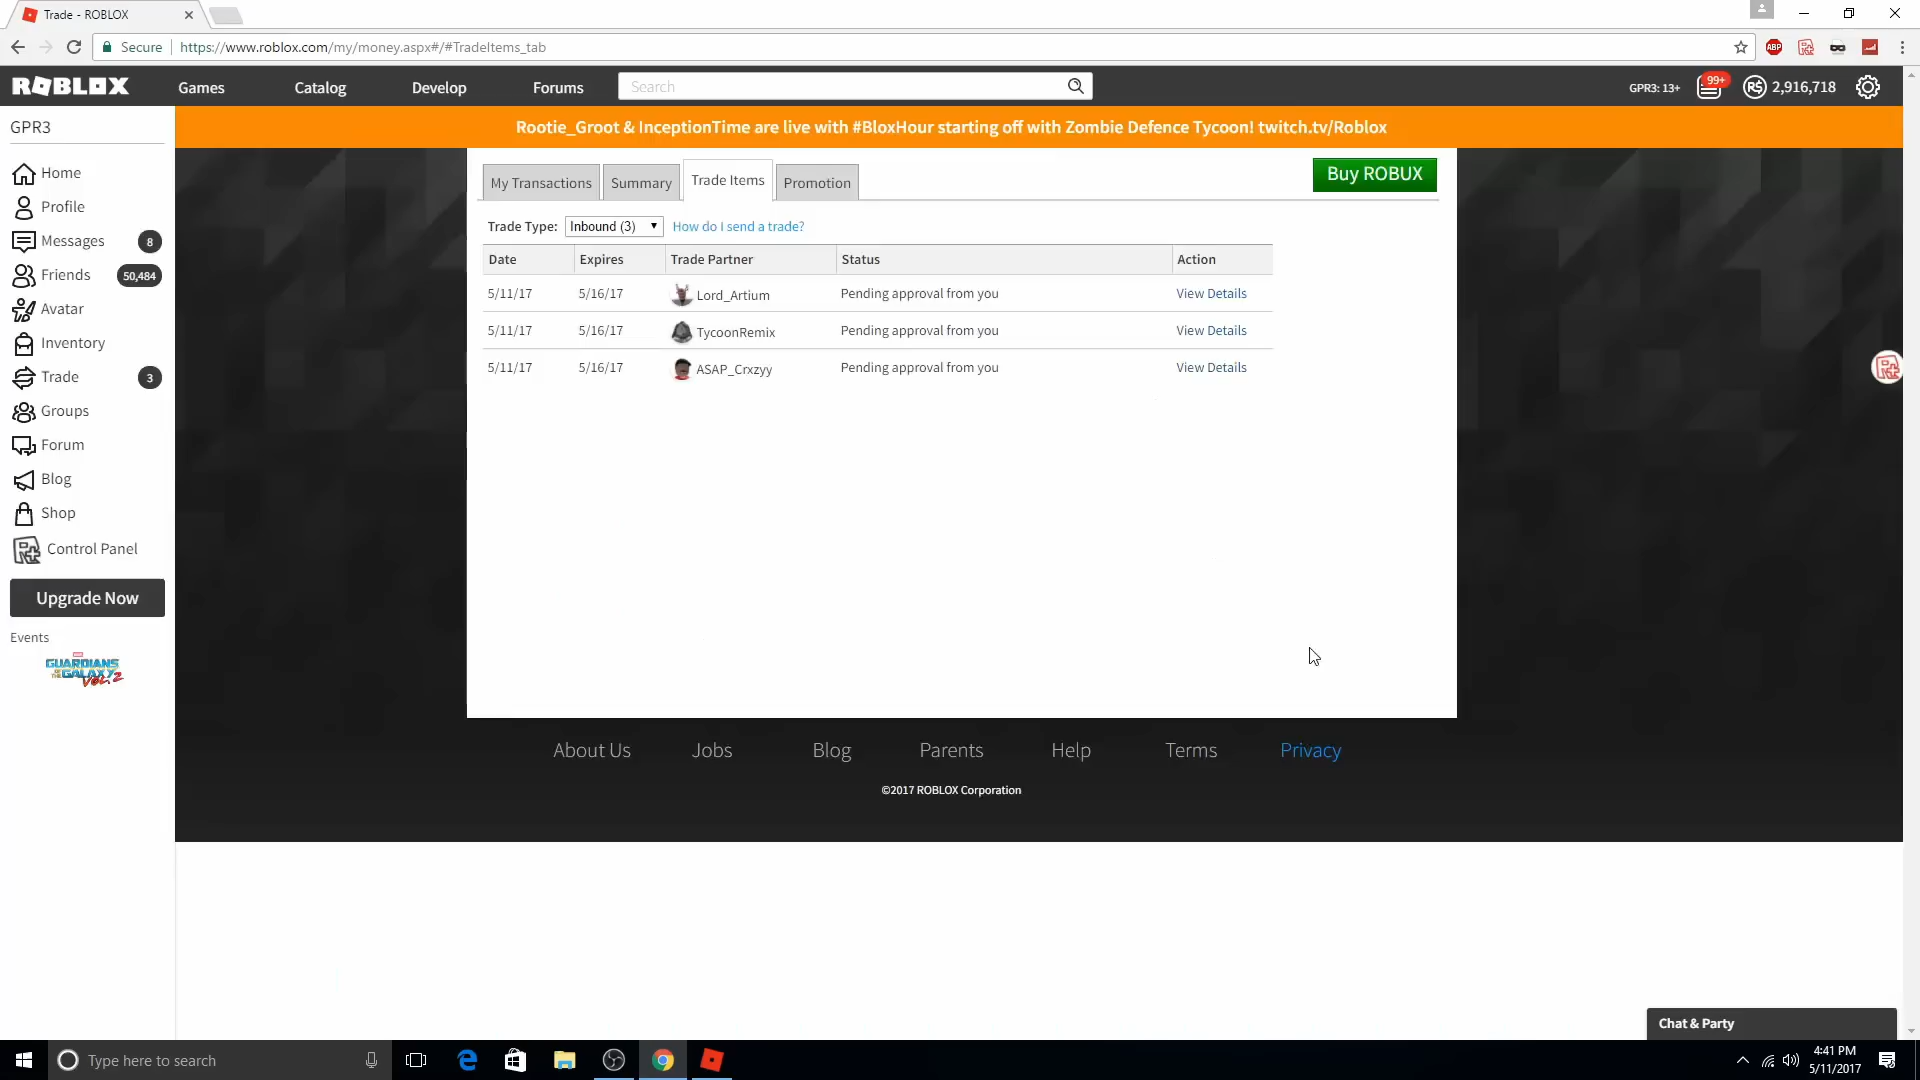 Trade - ROBLOX
Secure https://www.roblox.com/my/money.aspx#/#TradeItems_tab
ABP
ROBLOX Games Catalog Develop Forums Search GPR3: 13+ 99+ R$ 2,916,718
GPR3
Rootie_Groot & InceptionTime are live with #BloxHour starting off with Zombie Defence Tycoon! twitch.tv/Roblox
Home
Profile
Messages 8
Friends 50,484
Avatar
Inventory
Trade 3
Groups
Forum
Blog
Shop
Control Panel
Upgrade Now
Events
GUARDIANS
OF THE GALAXY
VOL. 2
My Transactions Summary Trade Items Promotion Buy ROBUX
Trade Type: Inbound (3) How do I send a trade?
Date Expires Trade Partner Status Action
5/11/17 5/16/17 Lord_Artium Pending approval from you View Details
5/11/17 5/16/17 TycoonRemix Pending approval from you View Details
5/11/17 5/16/17 ASAP_Crxzyy Pending approval from you View Details
About Us Jobs Blog Parents Help Terms Privacy
©2017 ROBLOX Corporation
Chat & Party
Type here to search
4:41 PM
5/11/2017